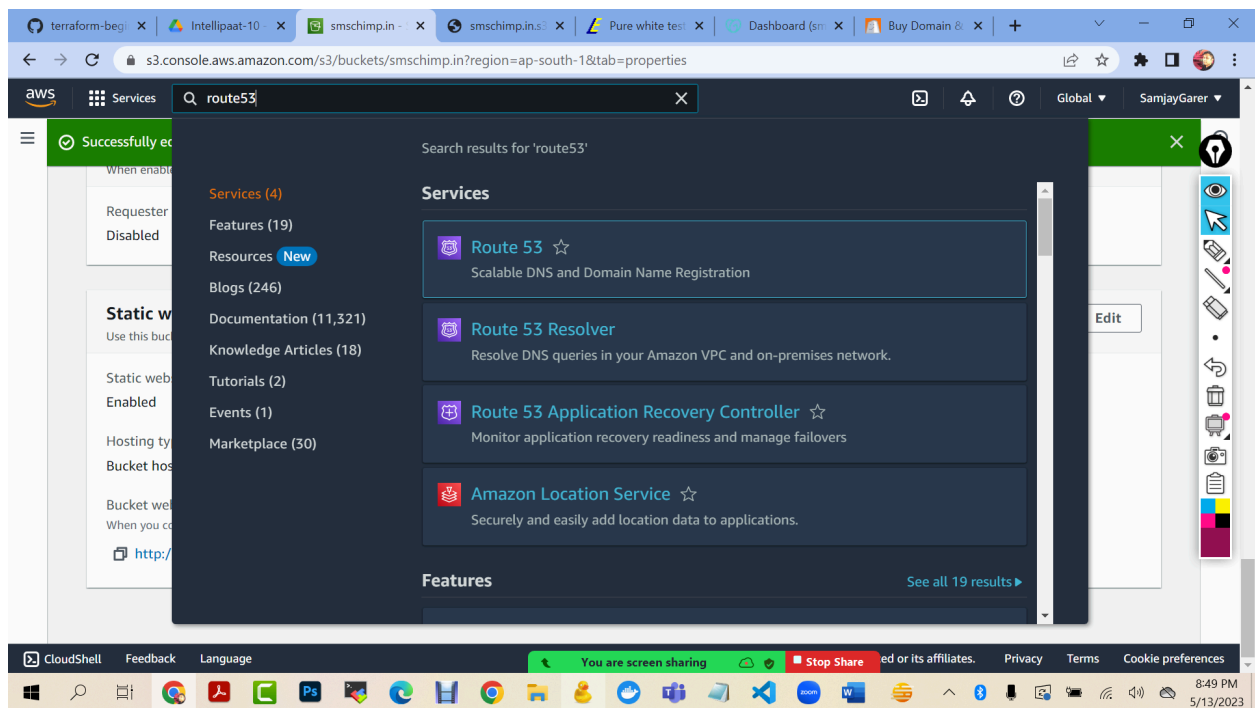 terraform-begi
Intellipaat-10 -
smschimp.in -
smschimp.in.s3
Pure white test
Dashboard (sm
Buy Domain &
s3.console.aws.amazon.com/s3/buckets/smschimp.in?region=ap-south-1&tab=properties
aws
Services
route53
Global
SamjayGarer
Successfully ed
Search results for 'route53'
When enable
Services (4)
Features (19)
Resources New
Blogs (246)
Documentation (11,321)
Knowledge Articles (18)
Tutorials (2)
Events (1)
Marketplace (30)
Services
Route 53
Scalable DNS and Domain Name Registration
Route 53 Resolver
Resolve DNS queries in your Amazon VPC and on-premises network.
Route 53 Application Recovery Controller
Monitor application recovery readiness and manage failovers
Amazon Location Service
Securely and easily add location data to applications.
Features
See all 19 results
Requester
Disabled
Static w
Use this buck
Edit
Static web
Enabled
Hosting ty
Bucket hos
Bucket we
When you co
http:/
CloudShell
Feedback
Language
You are screen sharing
Stop Share
ed or its affiliates.
Privacy
Terms
Cookie preferences
Ps
zoom
W
8:49 PM
5/13/2023